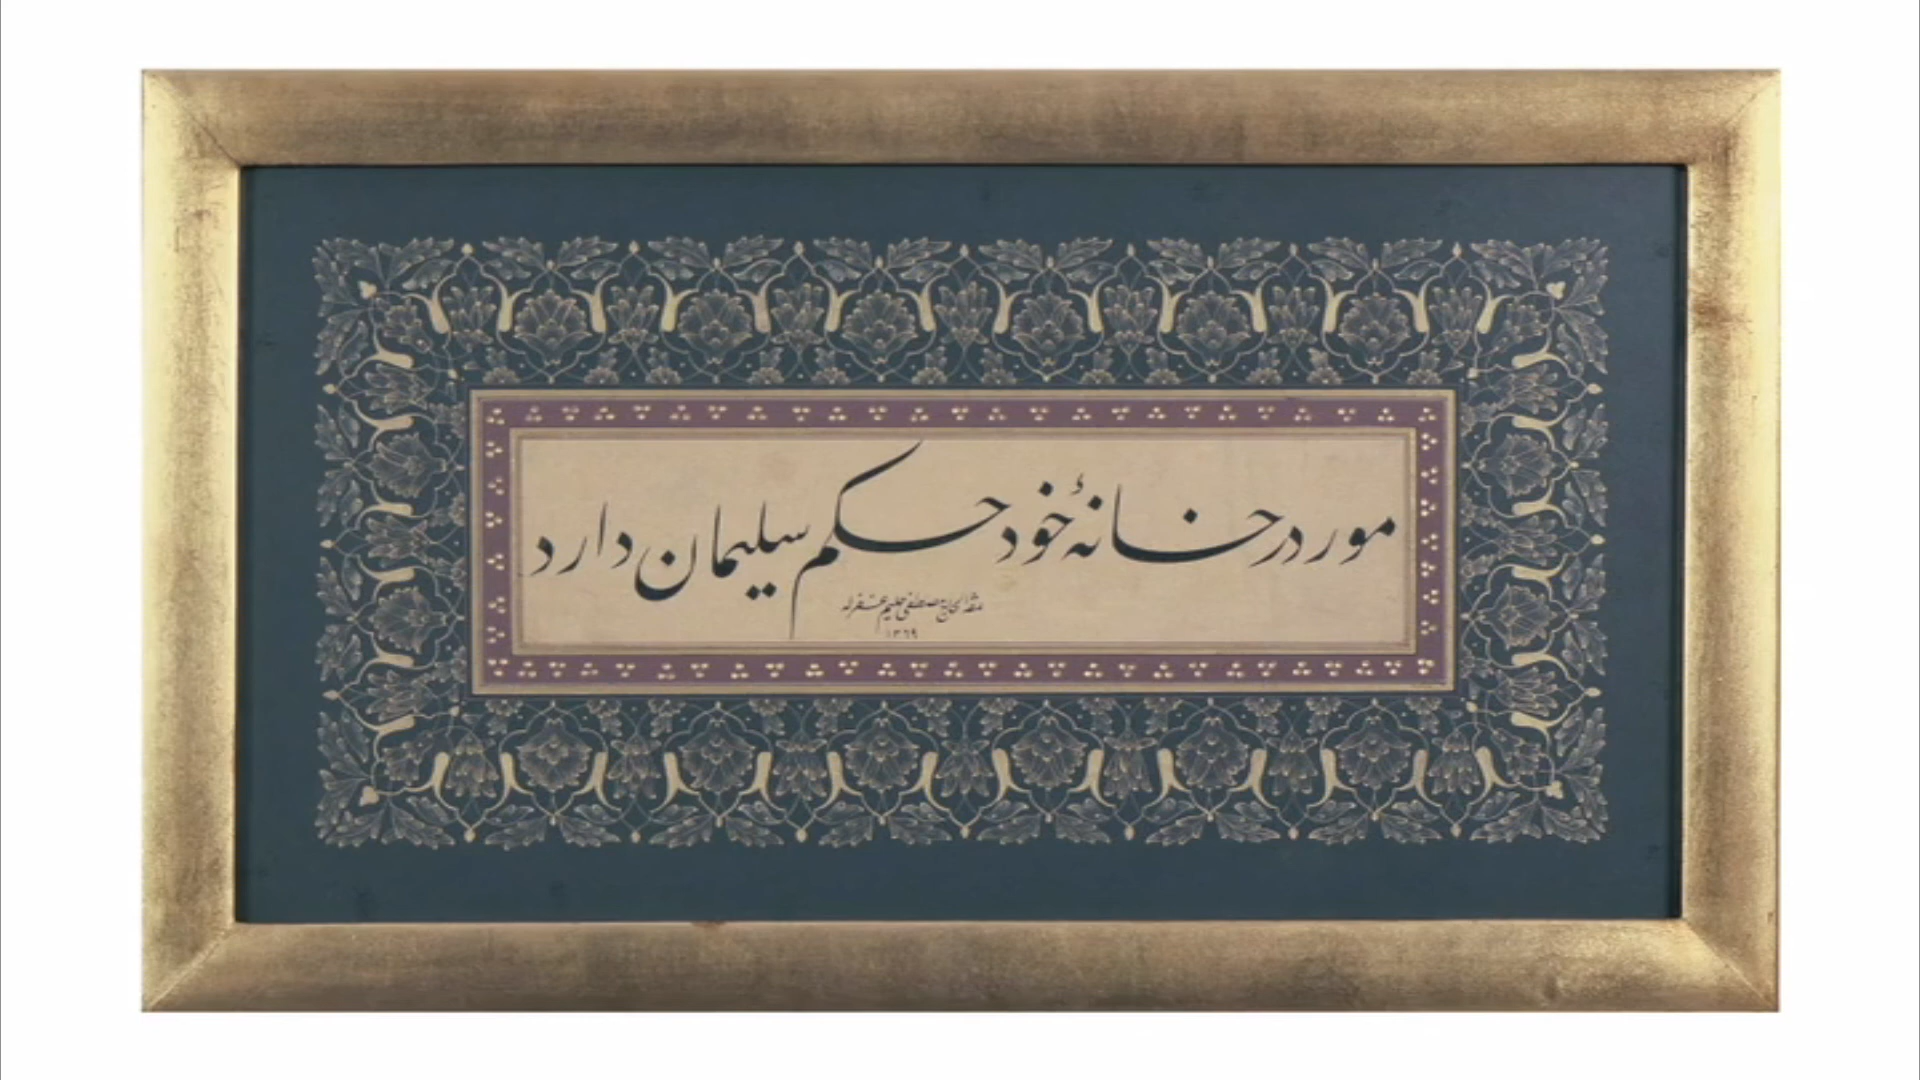 مور در خانهٔ خود حکم سلیمان دارد
مشقه الحاج مصطفی حلیم غفر له
١٣٦٩